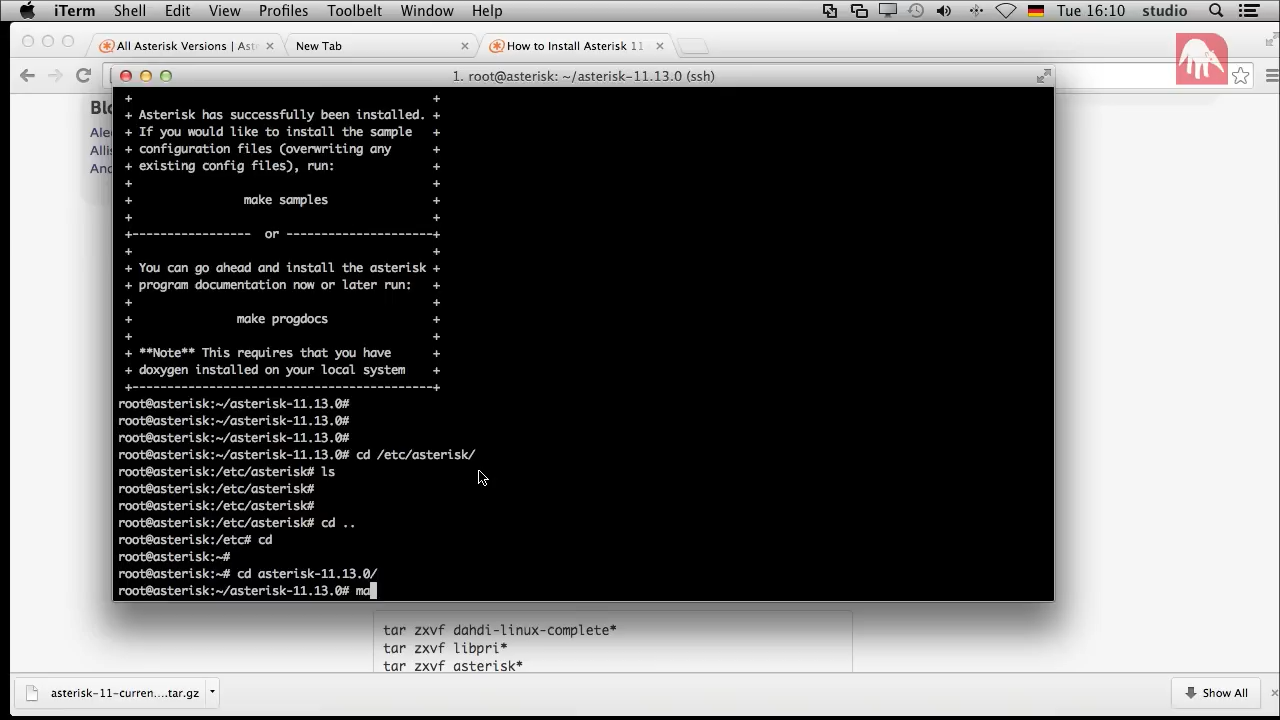 iTerm Shell Edit View Profiles Toolbelt Window Help Tue 16:10 studio
All Asterisk Versions | Ast × New Tab × How to Install Asterisk 11 ×
1. root@asterisk: ~/asterisk-11.13.0 (ssh)
Blo
Ale
Allis
And
+ +
+ Asterisk has successfully been installed. +
+ If you would like to install the sample +
+ configuration files (overwriting any +
+ existing config files), run: +
+ +
+ make samples +
+ +
+----------------- or ---------------------+
+ +
+ You can go ahead and install the asterisk +
+ program documentation now or later run: +
+ +
+ make progdocs +
+ +
+ **Note** This requires that you have +
+ doxygen installed on your local system +
+-------------------------------------------+
root@asterisk:~/asterisk-11.13.0#
root@asterisk:~/asterisk-11.13.0#
root@asterisk:~/asterisk-11.13.0#
root@asterisk:~/asterisk-11.13.0# cd /etc/asterisk/
root@asterisk:/etc/asterisk# ls
root@asterisk:/etc/asterisk#
root@asterisk:/etc/asterisk#
root@asterisk:/etc/asterisk# cd ..
root@asterisk:/etc# cd
root@asterisk:~#
root@asterisk:~# cd asterisk-11.13.0/
root@asterisk:~/asterisk-11.13.0# ma
tar zxvf dahdi-linux-complete*
tar zxvf libpri*
tar zxvf asterisk*
asterisk-11-curren....tar.gz Show All ×